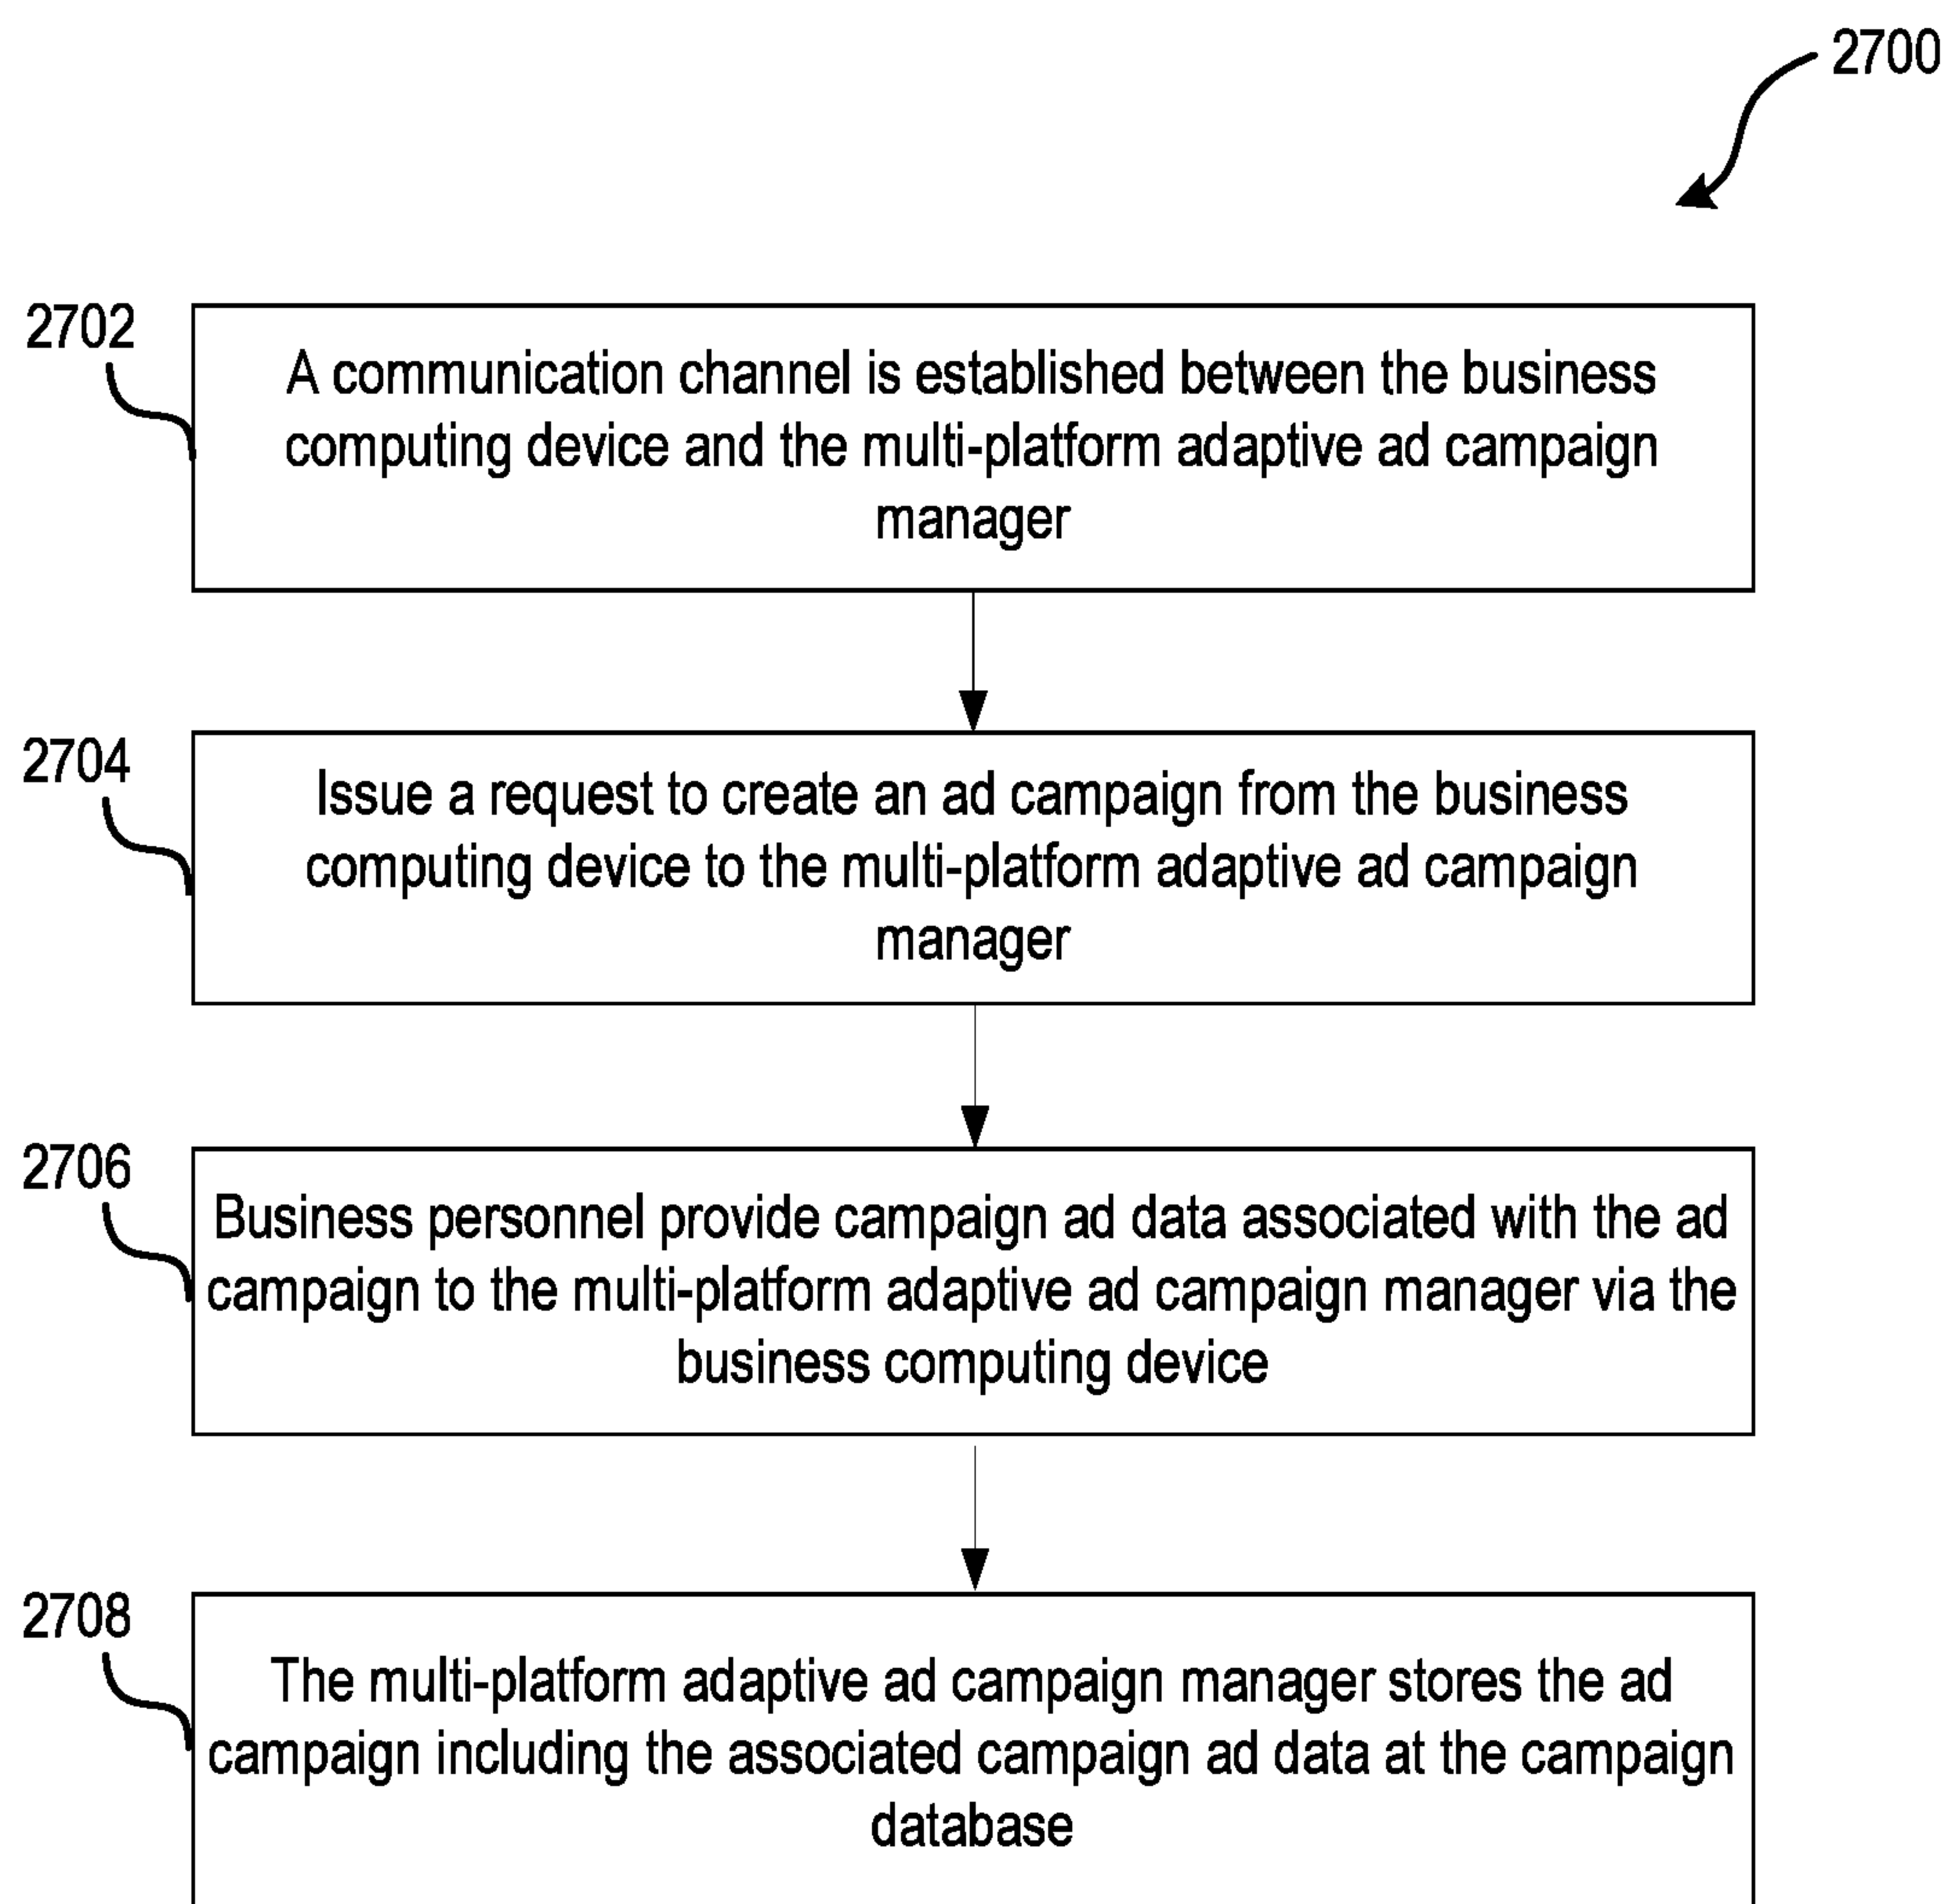 2700
2702
A communication channel is established between the business
computing device and the multi-platform adaptive ad campaign
manager
2704
Issue a request to create an ad campaign from the business
computing device to the multi-platform adaptive ad campaign
manager
2706
Business personnel provide campaign ad data associated with the ad
campaign to the multi-platform adaptive ad campaign manager via the
business computing device
2708
The multi-platform adaptive ad campaign manager stores the ad
campaign including the associated campaign ad data at the campaign
database